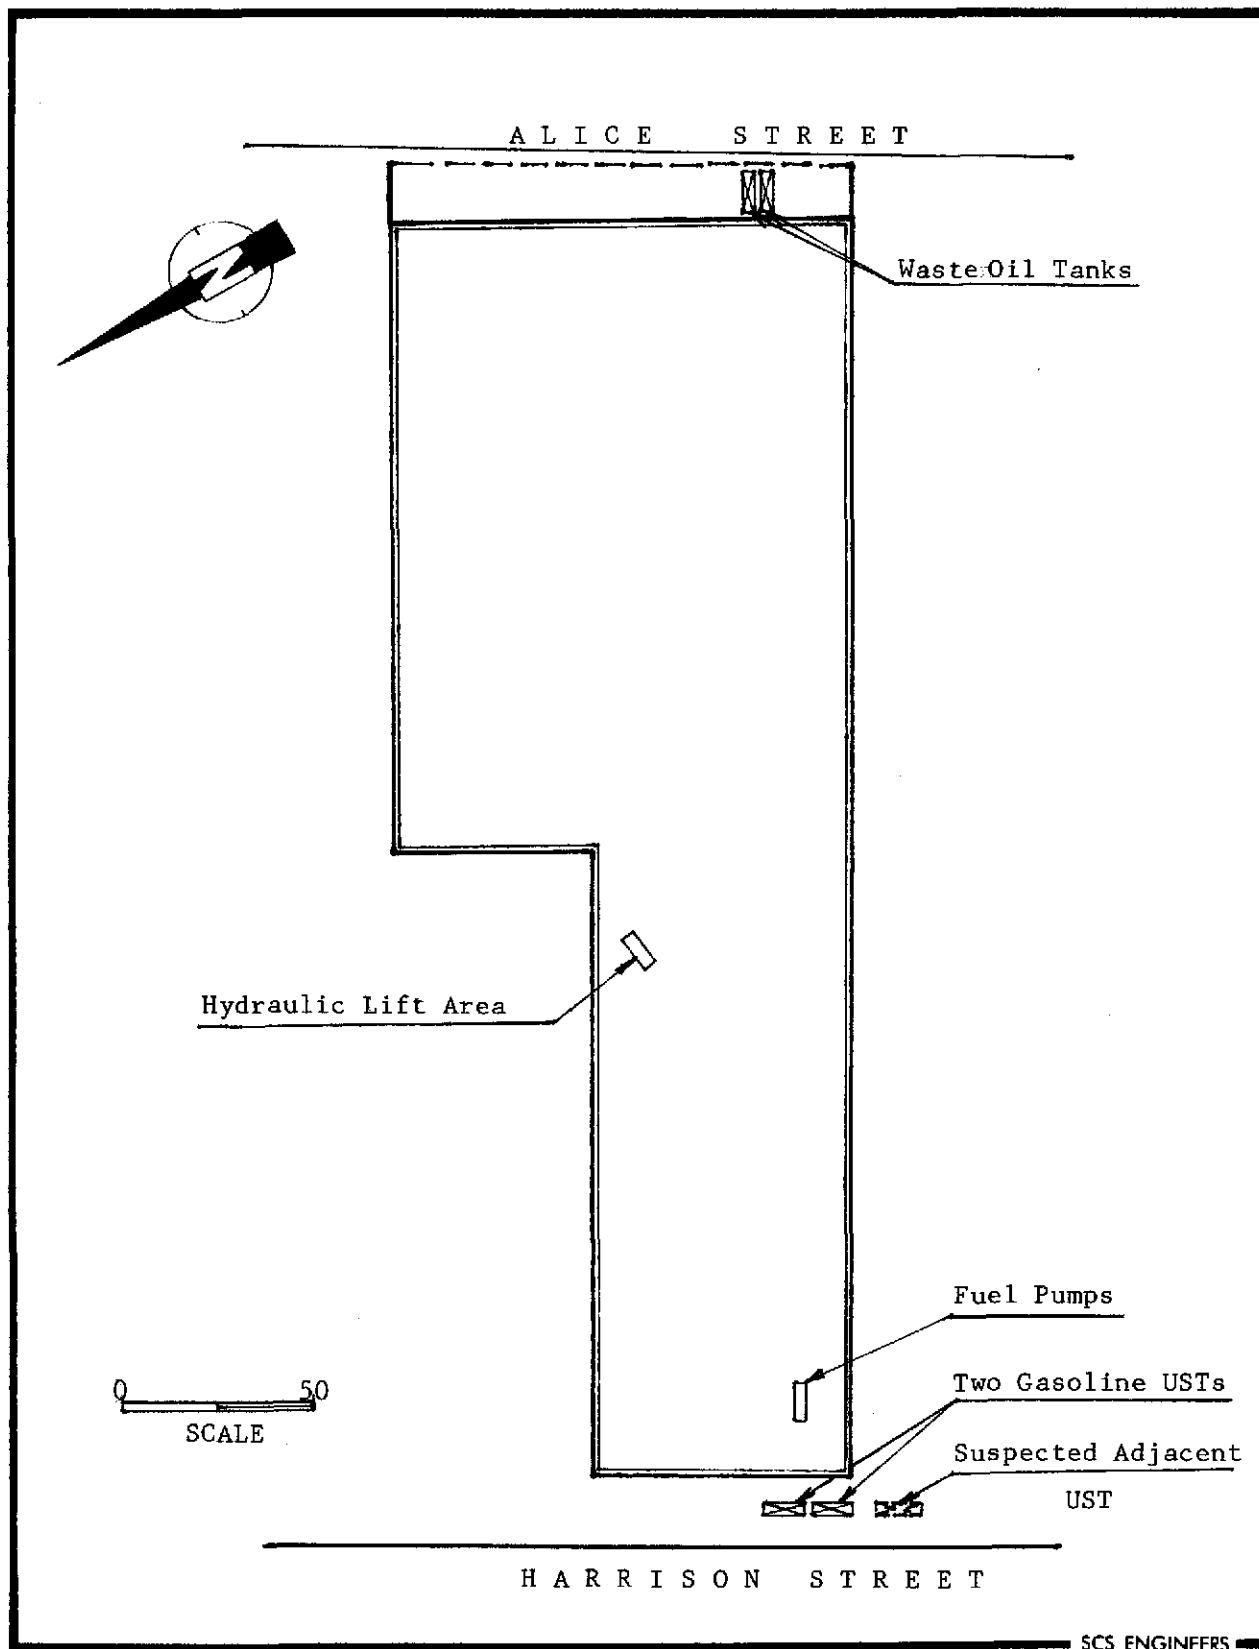 ALICE STREET
N
Waste Oil Tanks
Hydraulic Lift Area
Fuel Pumps
0 50
SCALE
Two Gasoline USTs
Suspected Adjacent
UST
HARRISON STREET
SCS ENGINEERS